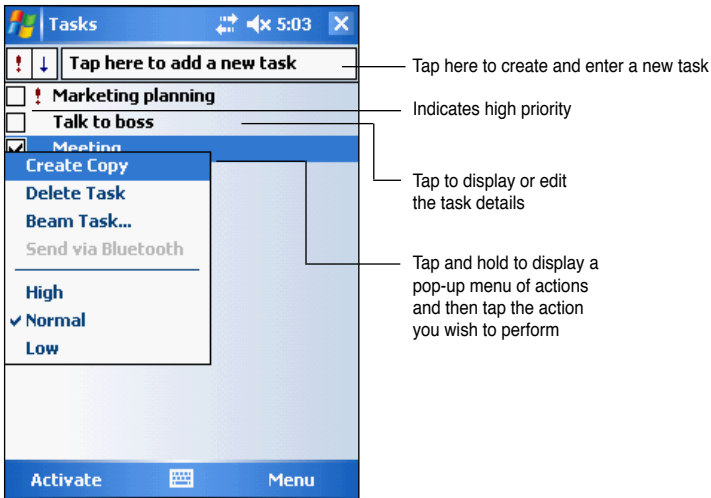 Tasks 5:03
! ↓ Tap here to add a new task
! Marketing planning
Talk to boss
Meeting
Create Copy
Delete Task
Beam Task...
Send via Bluetooth
High
Normal
Low
Activate Menu
Tap here to create and enter a new task
Indicates high priority
Tap to display or edit
the task details
Tap and hold to display a
pop-up menu of actions
and then tap the action
you wish to perform